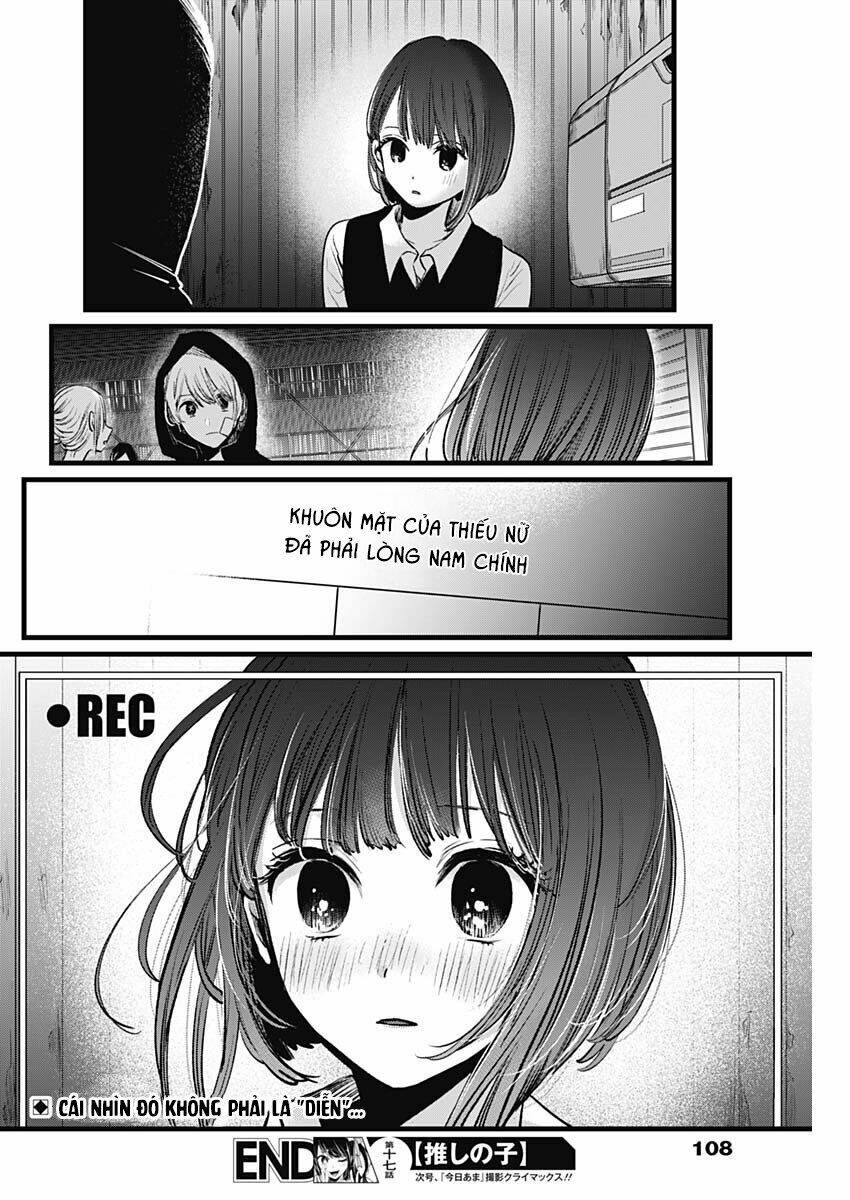 KHUÔN MẶT CỦA THIẾU NỮ
ĐÃ PHẢI LÒNG NAM CHÍNH
REC
CÁI NHÌN ĐÓ KHÔNG PHẢI LÀ "DIỄN"...
END
第十七話
【推しの子】
次号、「今日あま」撮影クライマックス!!
108